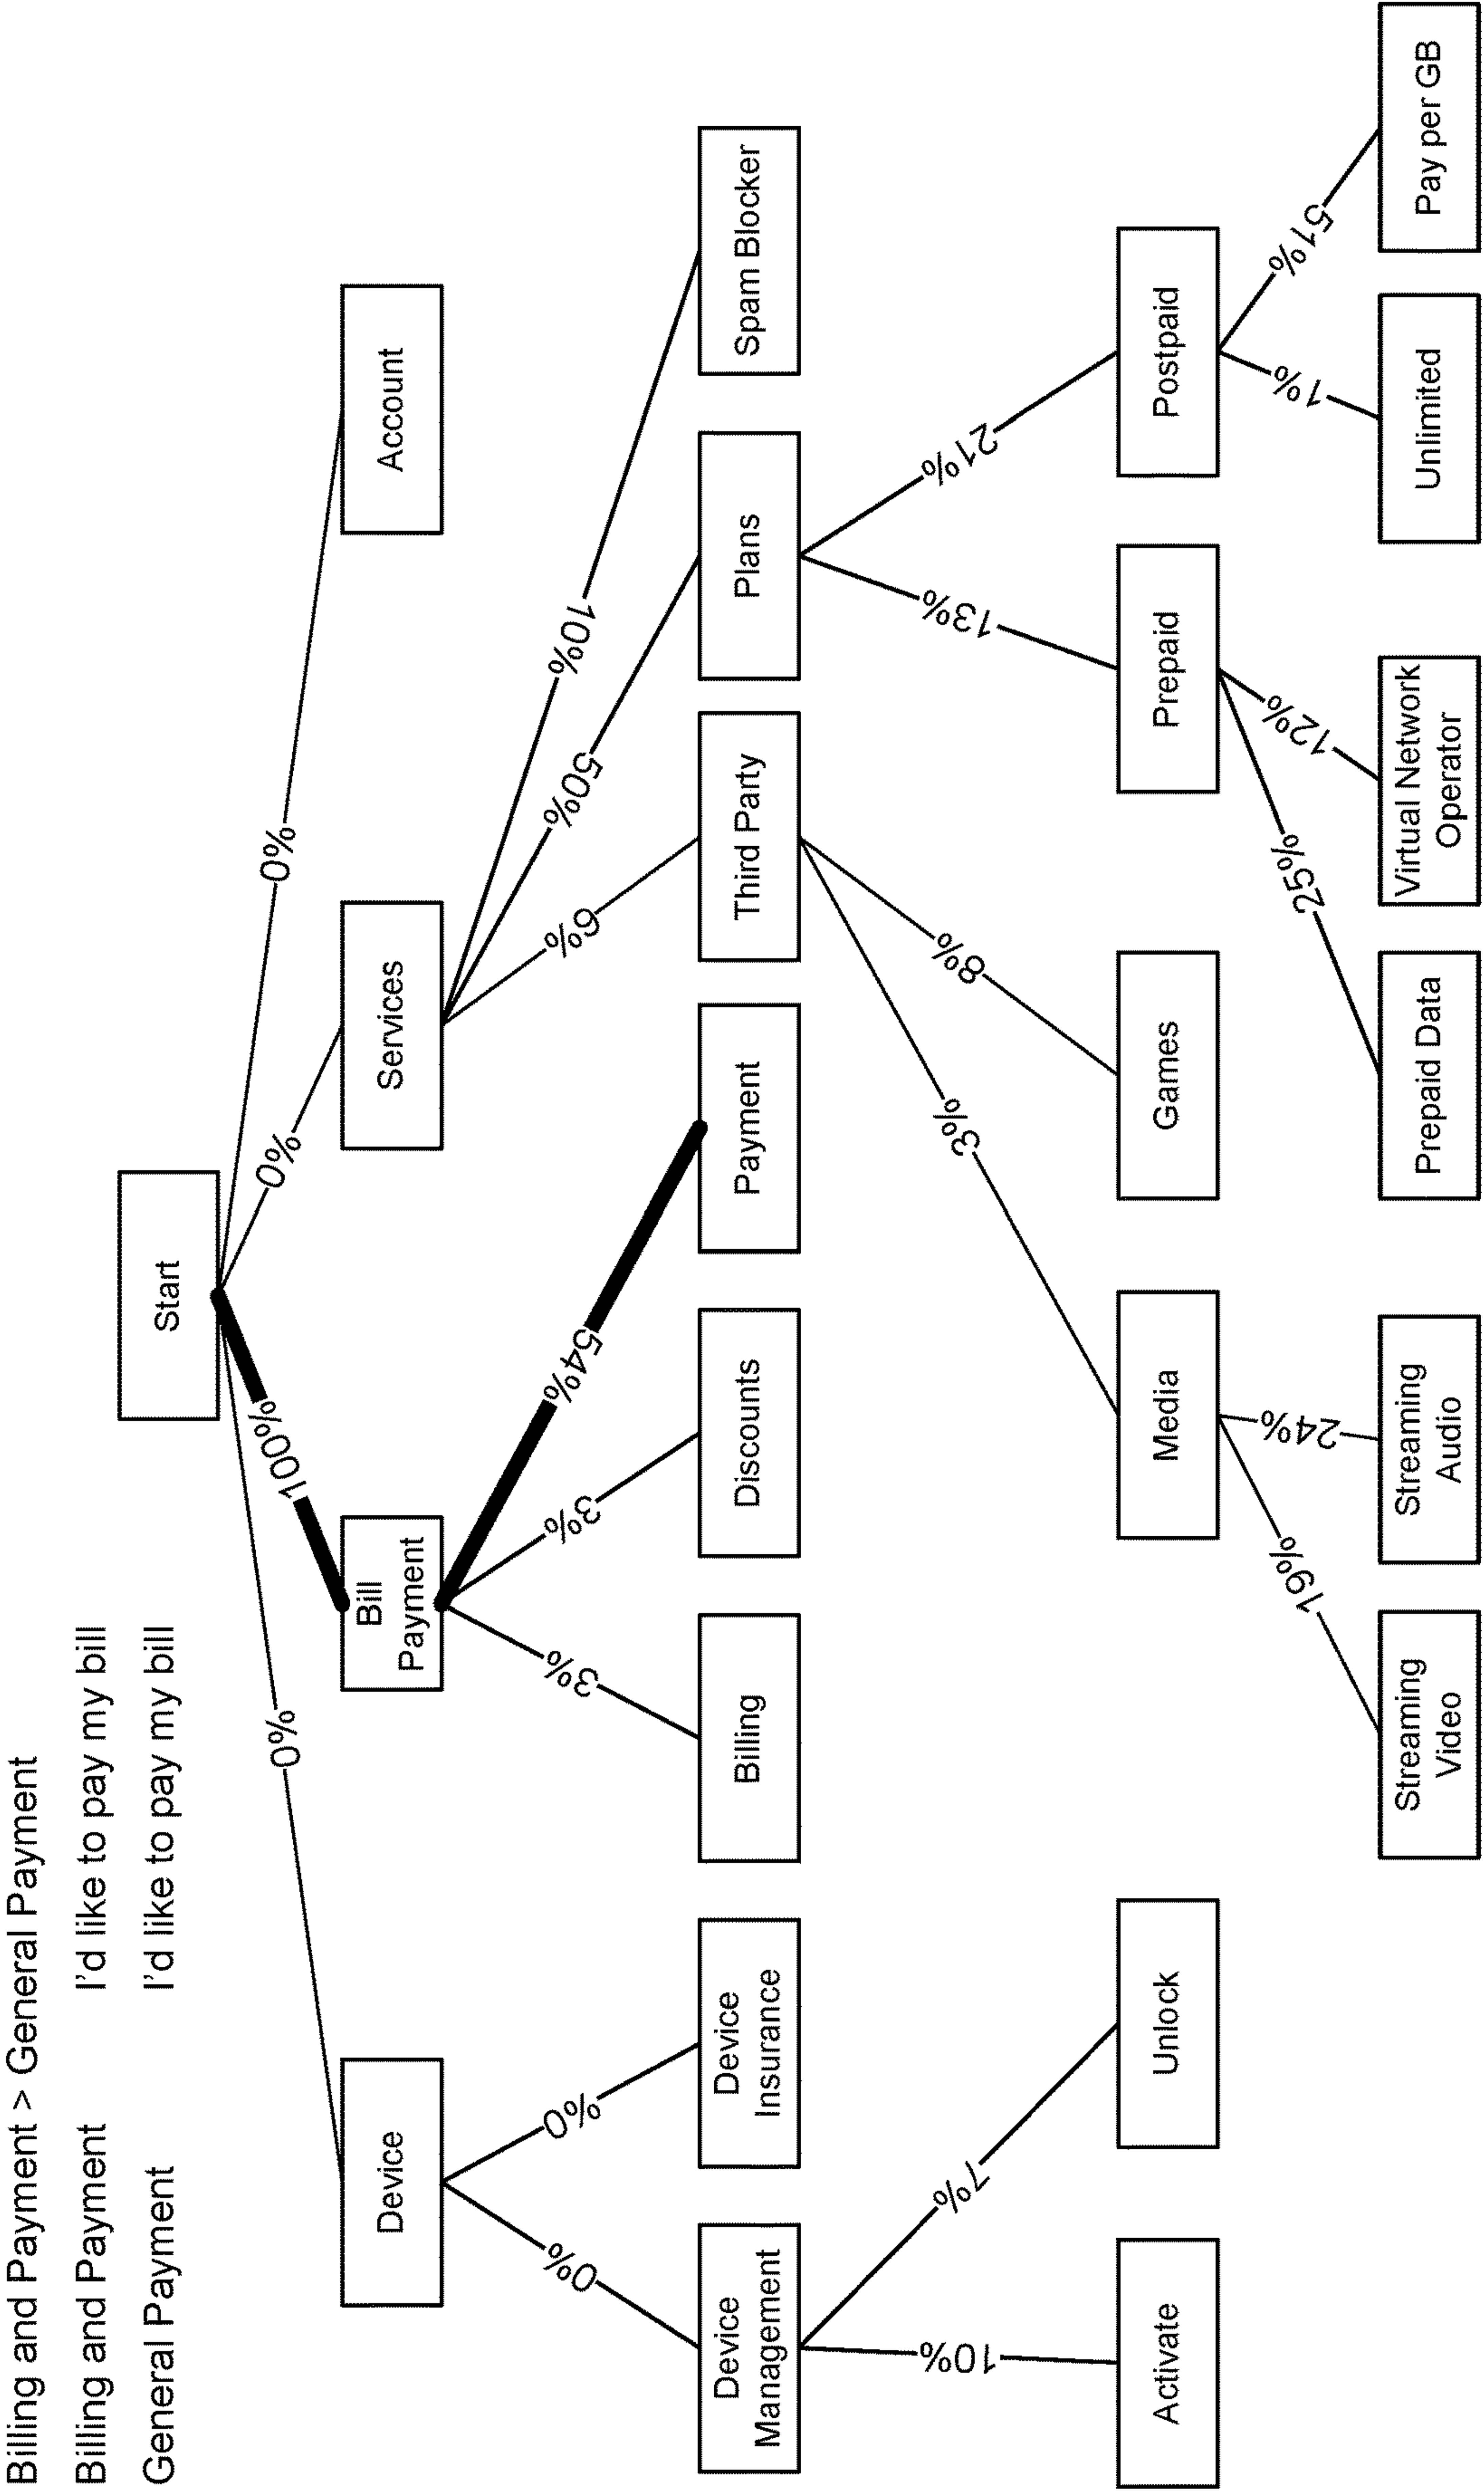 Billing and Payment > General Payment
Billing and Payment I'd like to pay my bill
General Payment I'd like to pay my bill
Start
0%
100%
0%
0%
Device
Bill
Payment
Services
Account
0%
0%
3%
3%
54%
6%
50%
10%
Device
Management
Device
Insurance
Billing
Discounts
Payment
Third Party
Plans
Spam Blocker
10%
7%
3%
8%
13%
21%
Activate
Unlock
Media
Games
Prepaid
Postpaid
19%
24%
25%
12%
1%
51%
Streaming
Video
Streaming
Audio
Prepaid Data
Virtual Network
Operator
Unlimited
Pay per GB